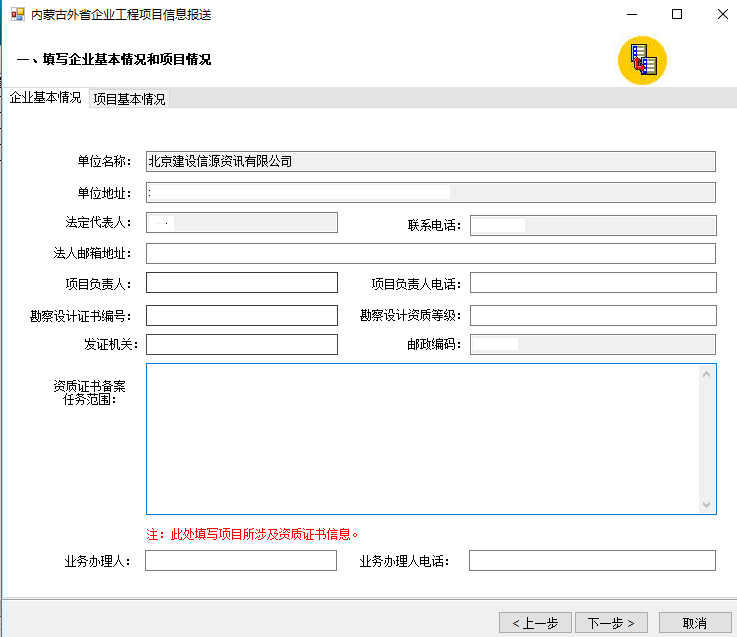 内蒙古外省企业工程项目信息报送
一、填写企业基本情况和项目情况
企业基本情况 项目基本情况
单位名称： 北京建设信源资讯有限公司
单位地址：
法定代表人： 联系电话：
法人邮箱地址：
项目负责人： 项目负责人电话：
勘察设计证书编号： 勘察设计资质等级：
发证机关： 邮政编码：
资质证书备案
任务范围：
注：此处填写项目所涉及资质证书信息。
业务办理人： 业务办理人电话：
<上一步 下一步 > 取消